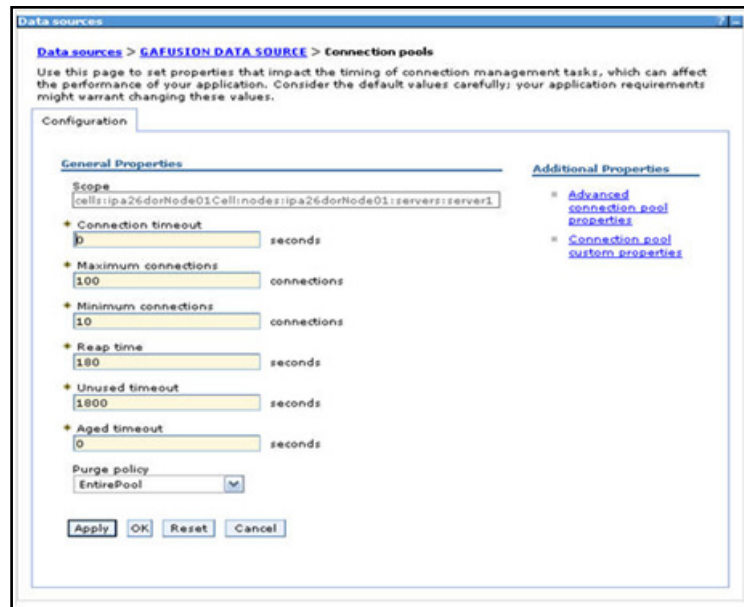 Data sources
? –
Data sources > GAFUSION DATA SOURCE > Connection pools
Use this page to set properties that impact the timing of connection management tasks, which can affect
the performance of your application. Consider the default values carefully; your application requirements
might warrant changing these values.
Configuration
General Properties
Scope
cells:ipa26dorNode01Cell:nodes:ipa26dorNode01:servers:server1
Connection timeout
0 seconds
Maximum connections
100 connections
Minimum connections
10 connections
Reap time
180 seconds
Unused timeout
1800 seconds
Aged timeout
0 seconds
Purge policy
EntirePool
Apply OK Reset Cancel
Additional Properties
Advanced
connection pool
properties
Connection pool
custom properties